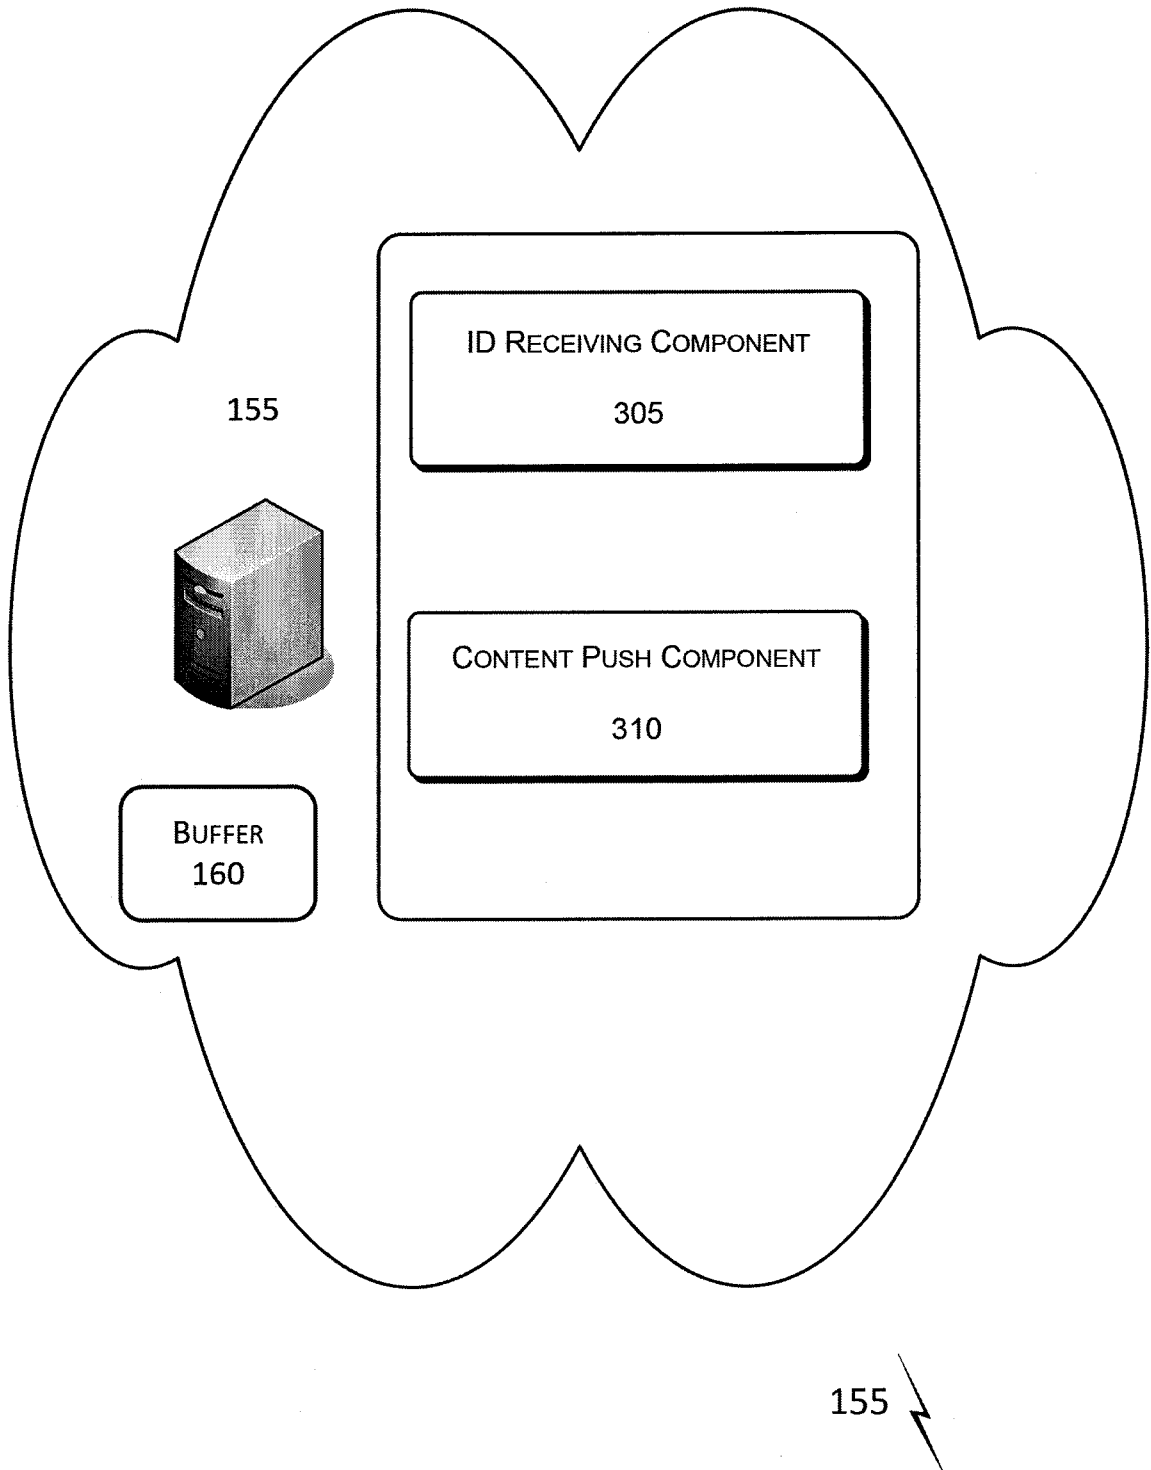 ID RECEIVING COMPONENT
305
155
CONTENT PUSH COMPONENT
310
BUFFER
160
155